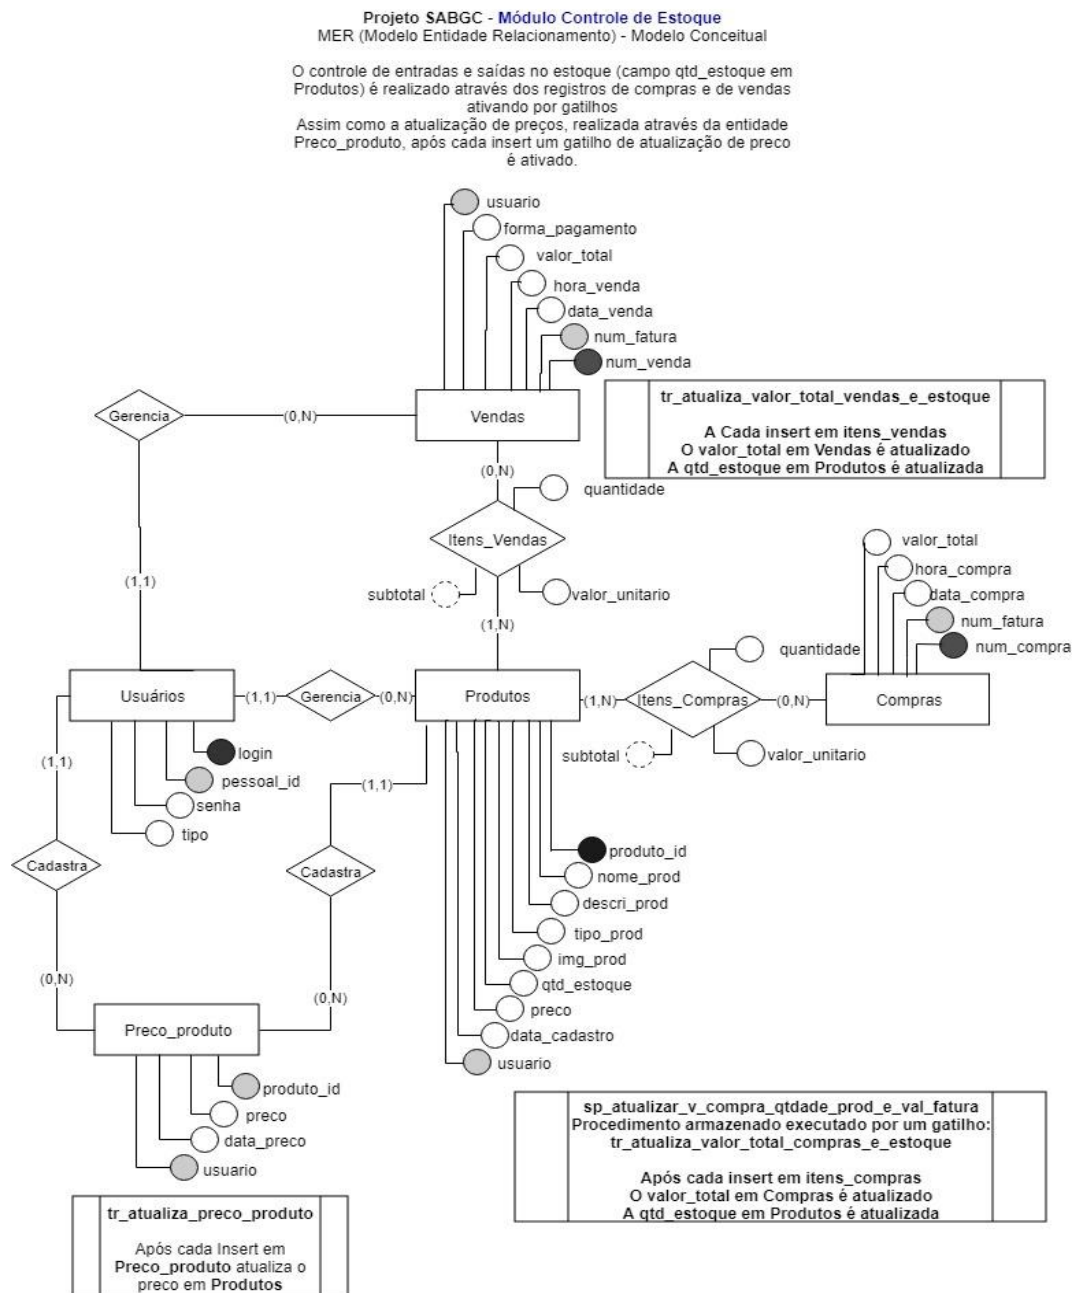 Projeto SABGC - Módulo Controle de Estoque
MER (Modelo Entidade Relacionamento) - Modelo Conceitual
O controle de entradas e saídas no estoque (campo qtd_estoque em
Produtos) é realizado através dos registros de compras e de vendas
ativando por gatilhos
Assim como a atualização de preços, realizada através da entidade
Preco_produto, após cada insert um gatilho de atualização de preco
é ativado.
usuario
forma_pagamento
valor_total
hora_venda
data_venda
num_fatura
num_venda
Gerencia
(0,N)
Vendas
tr_atualiza_valor_total_vendas_e_estoque
A Cada insert em itens_vendas
O valor_total em Vendas é atualizado
A qtd_estoque em Produtos é atualizada
(0,N)
quantidade
Itens_Vendas
(1,1)
subtotal
valor_unitario
(1,N)
valor_total
hora_compra
data_compra
num_fatura
num_compra
quantidade
Usuários
(1,1)
Gerencia
(0,N)
Produtos
(1,N)
Itens_Compras
(0,N)
Compras
subtotal
valor_unitario
login
pessoal_id
senha
tipo
(1,1)
(1,1)
Cadastra
Cadastra
produto_id
nome_prod
descri_prod
tipo_prod
img_prod
qtd_estoque
preco
data_cadastro
usuario
(0,N)
(0,N)
Preco_produto
produto_id
preco
data_preco
usuario
sp_atualizar_v_compra_qtdade_prod_e_val_fatura
Procedimento armazenado executado por um gatilho:
tr_atualiza_valor_total_compras_e_estoque
Após cada insert em itens_compras
O valor_total em Compras é atualizado
A qtd_estoque em Produtos é atualizada
tr_atualiza_preco_produto
Após cada Insert em
Preco_produto atualiza o
preco em Produtos